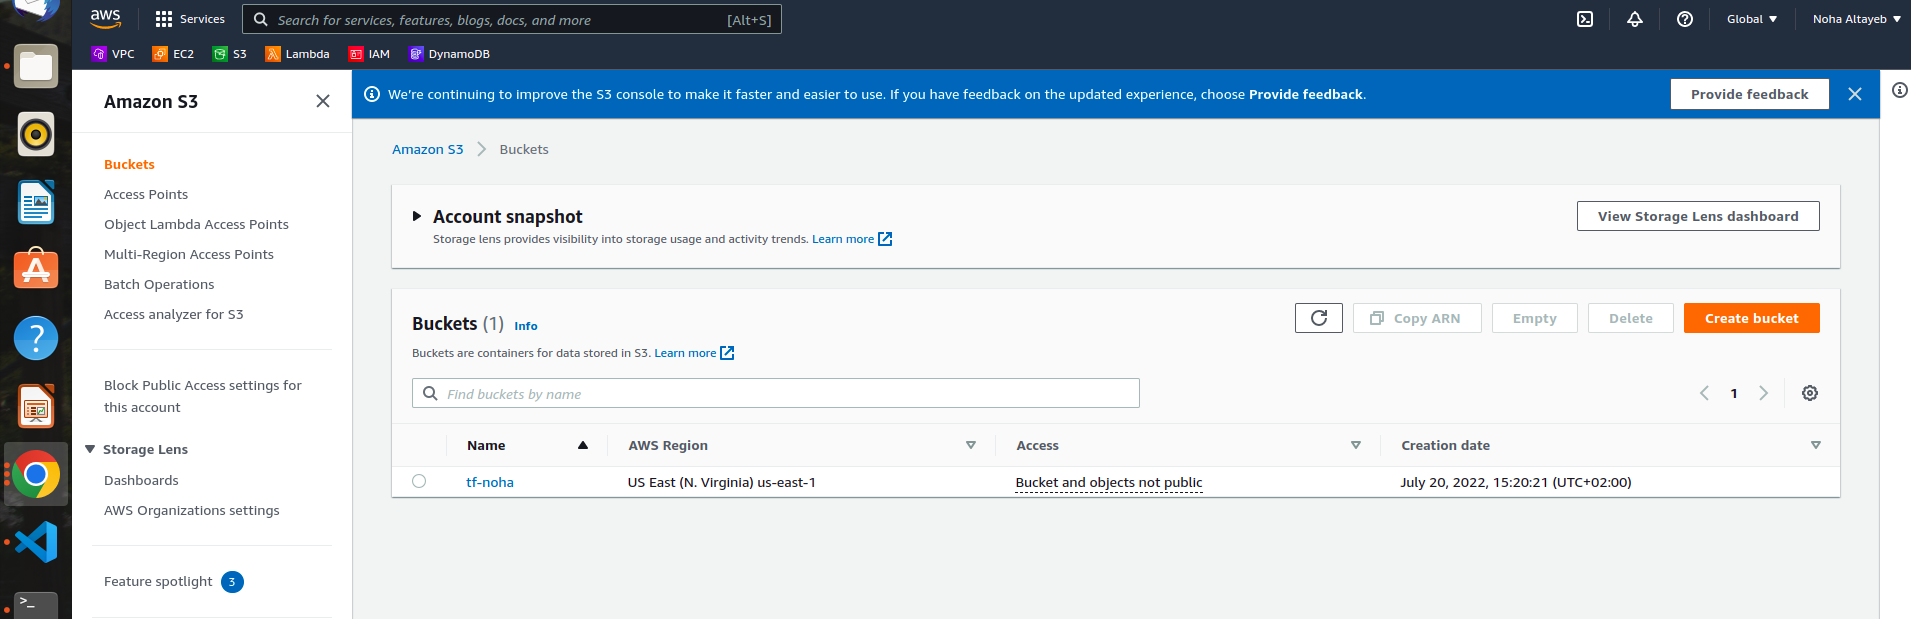 aws
Services
Search for services, features, blogs, docs, and more
[Alt+S]
Global
Noha Altayeb
VPC
EC2
S3
Lambda
IAM
DynamoDB
Amazon S3
Buckets
Access Points
Object Lambda Access Points
Multi-Region Access Points
Batch Operations
Access analyzer for S3
Block Public Access settings for
this account
Storage Lens
Dashboards
AWS Organizations settings
Feature spotlight 3
We're continuing to improve the S3 console to make it faster and easier to use. If you have feedback on the updated experience, choose Provide feedback.
Provide feedback
Amazon S3
Buckets
Account snapshot
Storage lens provides visibility into storage usage and activity trends. Learn more
View Storage Lens dashboard
Buckets (1) Info
Buckets are containers for data stored in S3. Learn more
Copy ARN
Empty
Delete
Create bucket
Find buckets by name
1
Name
AWS Region
Access
Creation date
tf-noha
US East (N. Virginia) us-east-1
Bucket and objects not public
July 20, 2022, 15:20:21 (UTC+02:00)